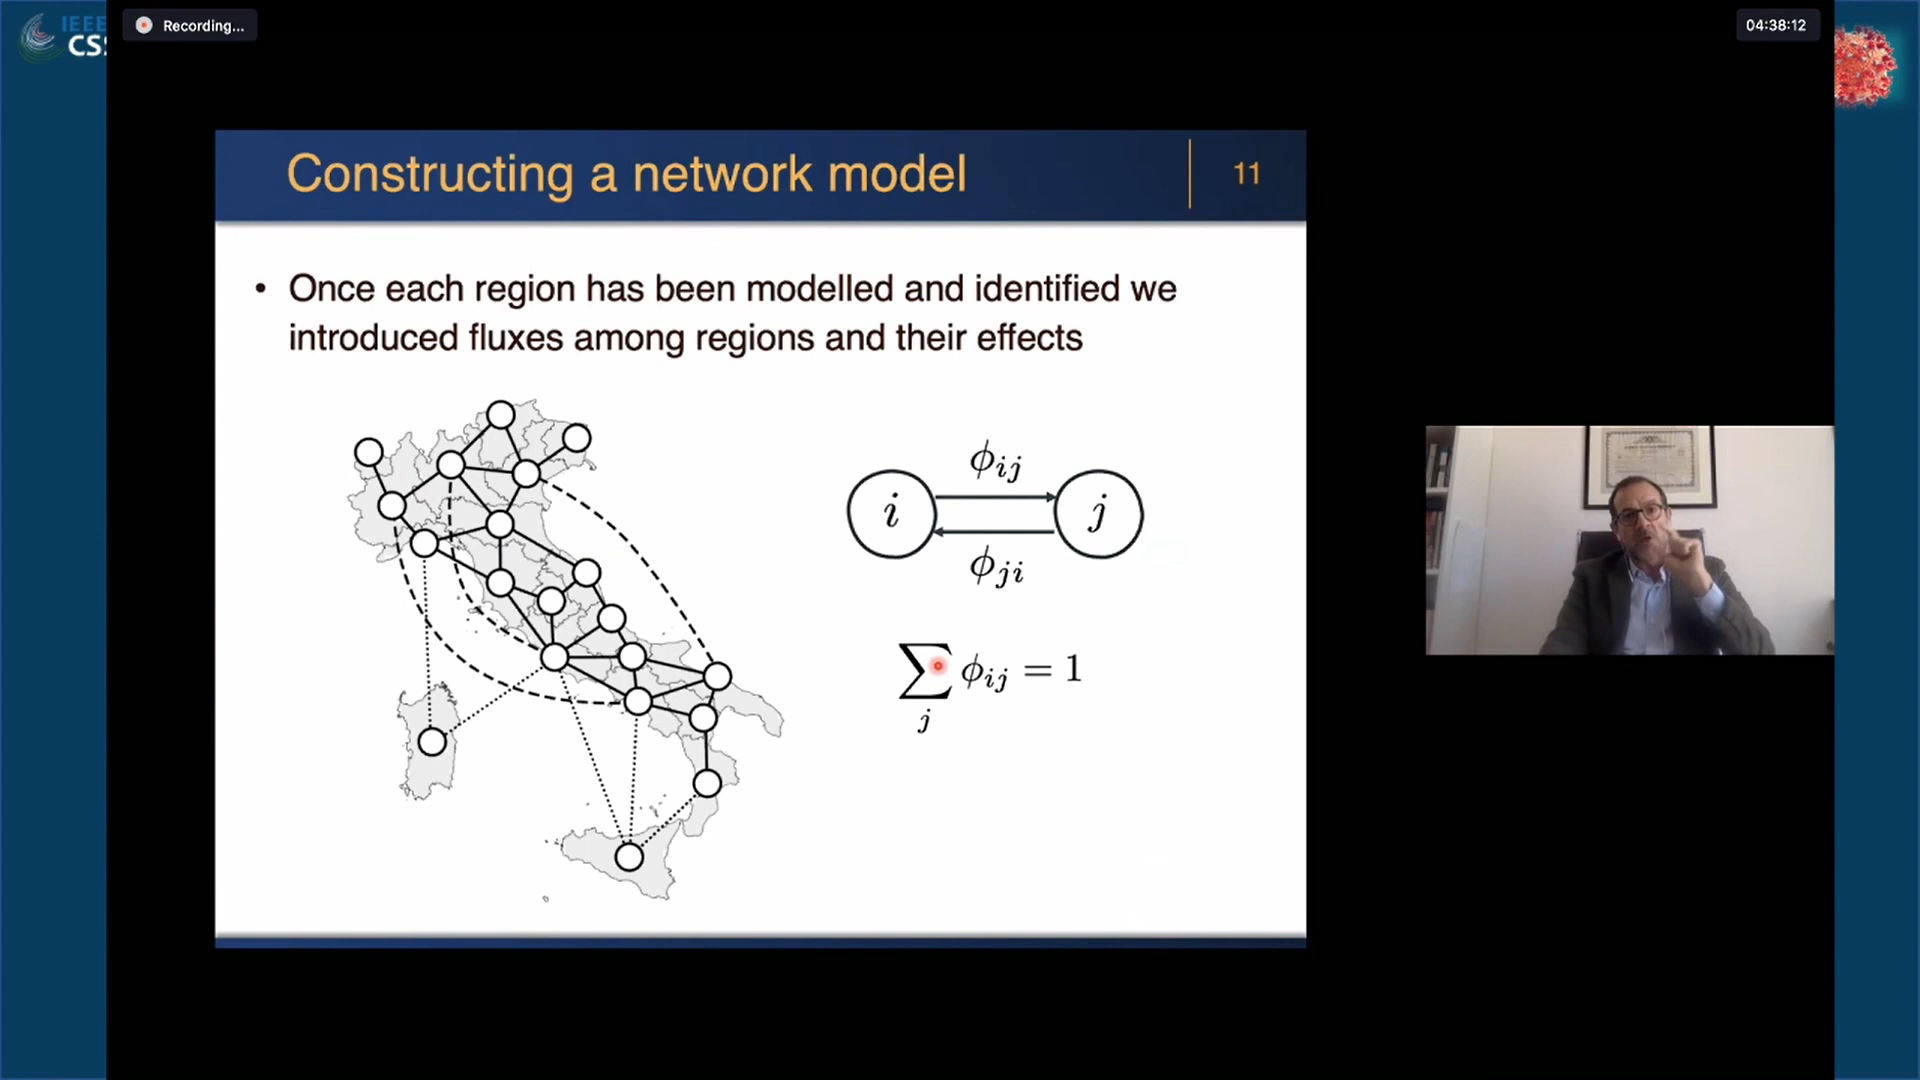 IEEE
CSS
Recording...
04:38:12
Constructing a network model
11
• Once each region has been modelled and identified we
introduced fluxes among regions and their effects
ϕij
i
j
ϕji
∑j ϕij = 1